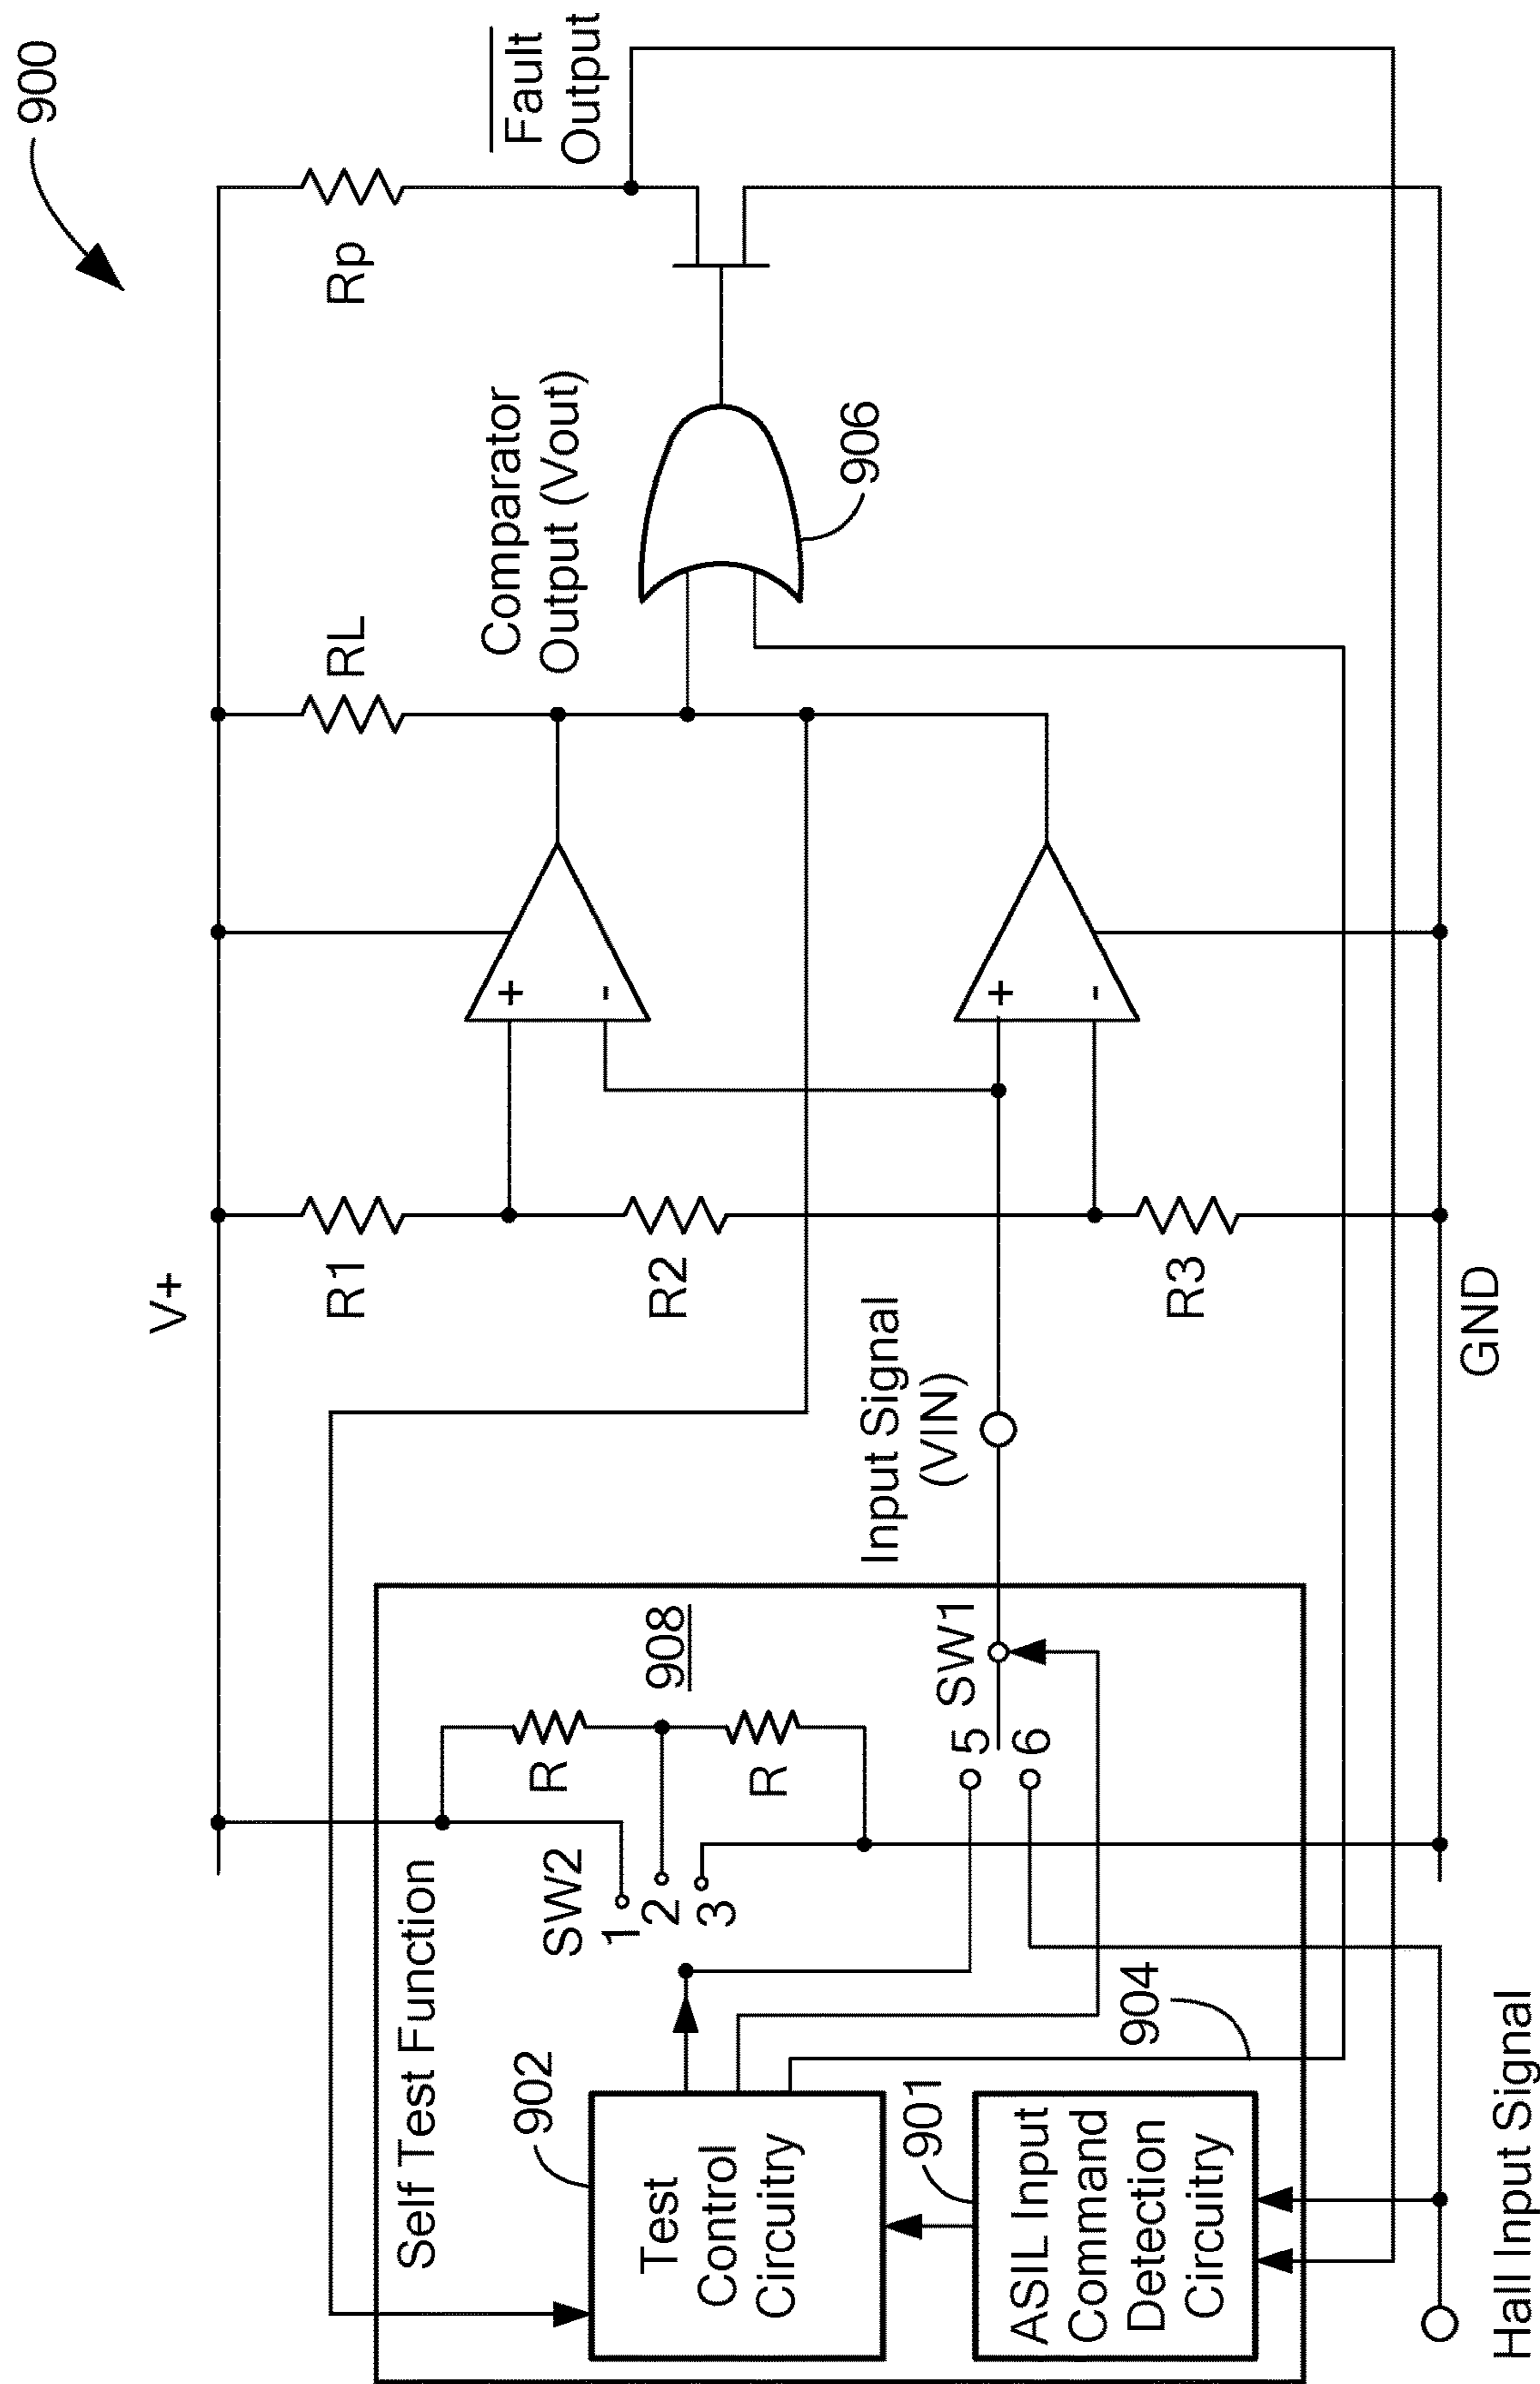 900
V+
R1
R2
R3
RL
Rp
Fault
Output
Comparator
Output (Vout)
906
+
-
+
-
Input Signal
(VIN)
GND
Self Test Function
908
R
R
SW2
1
2
3
SW1
5
6
902
Test
Control
Circuitry
901
ASIL Input
Command
Detection
Circuitry
904
Hall Input Signal